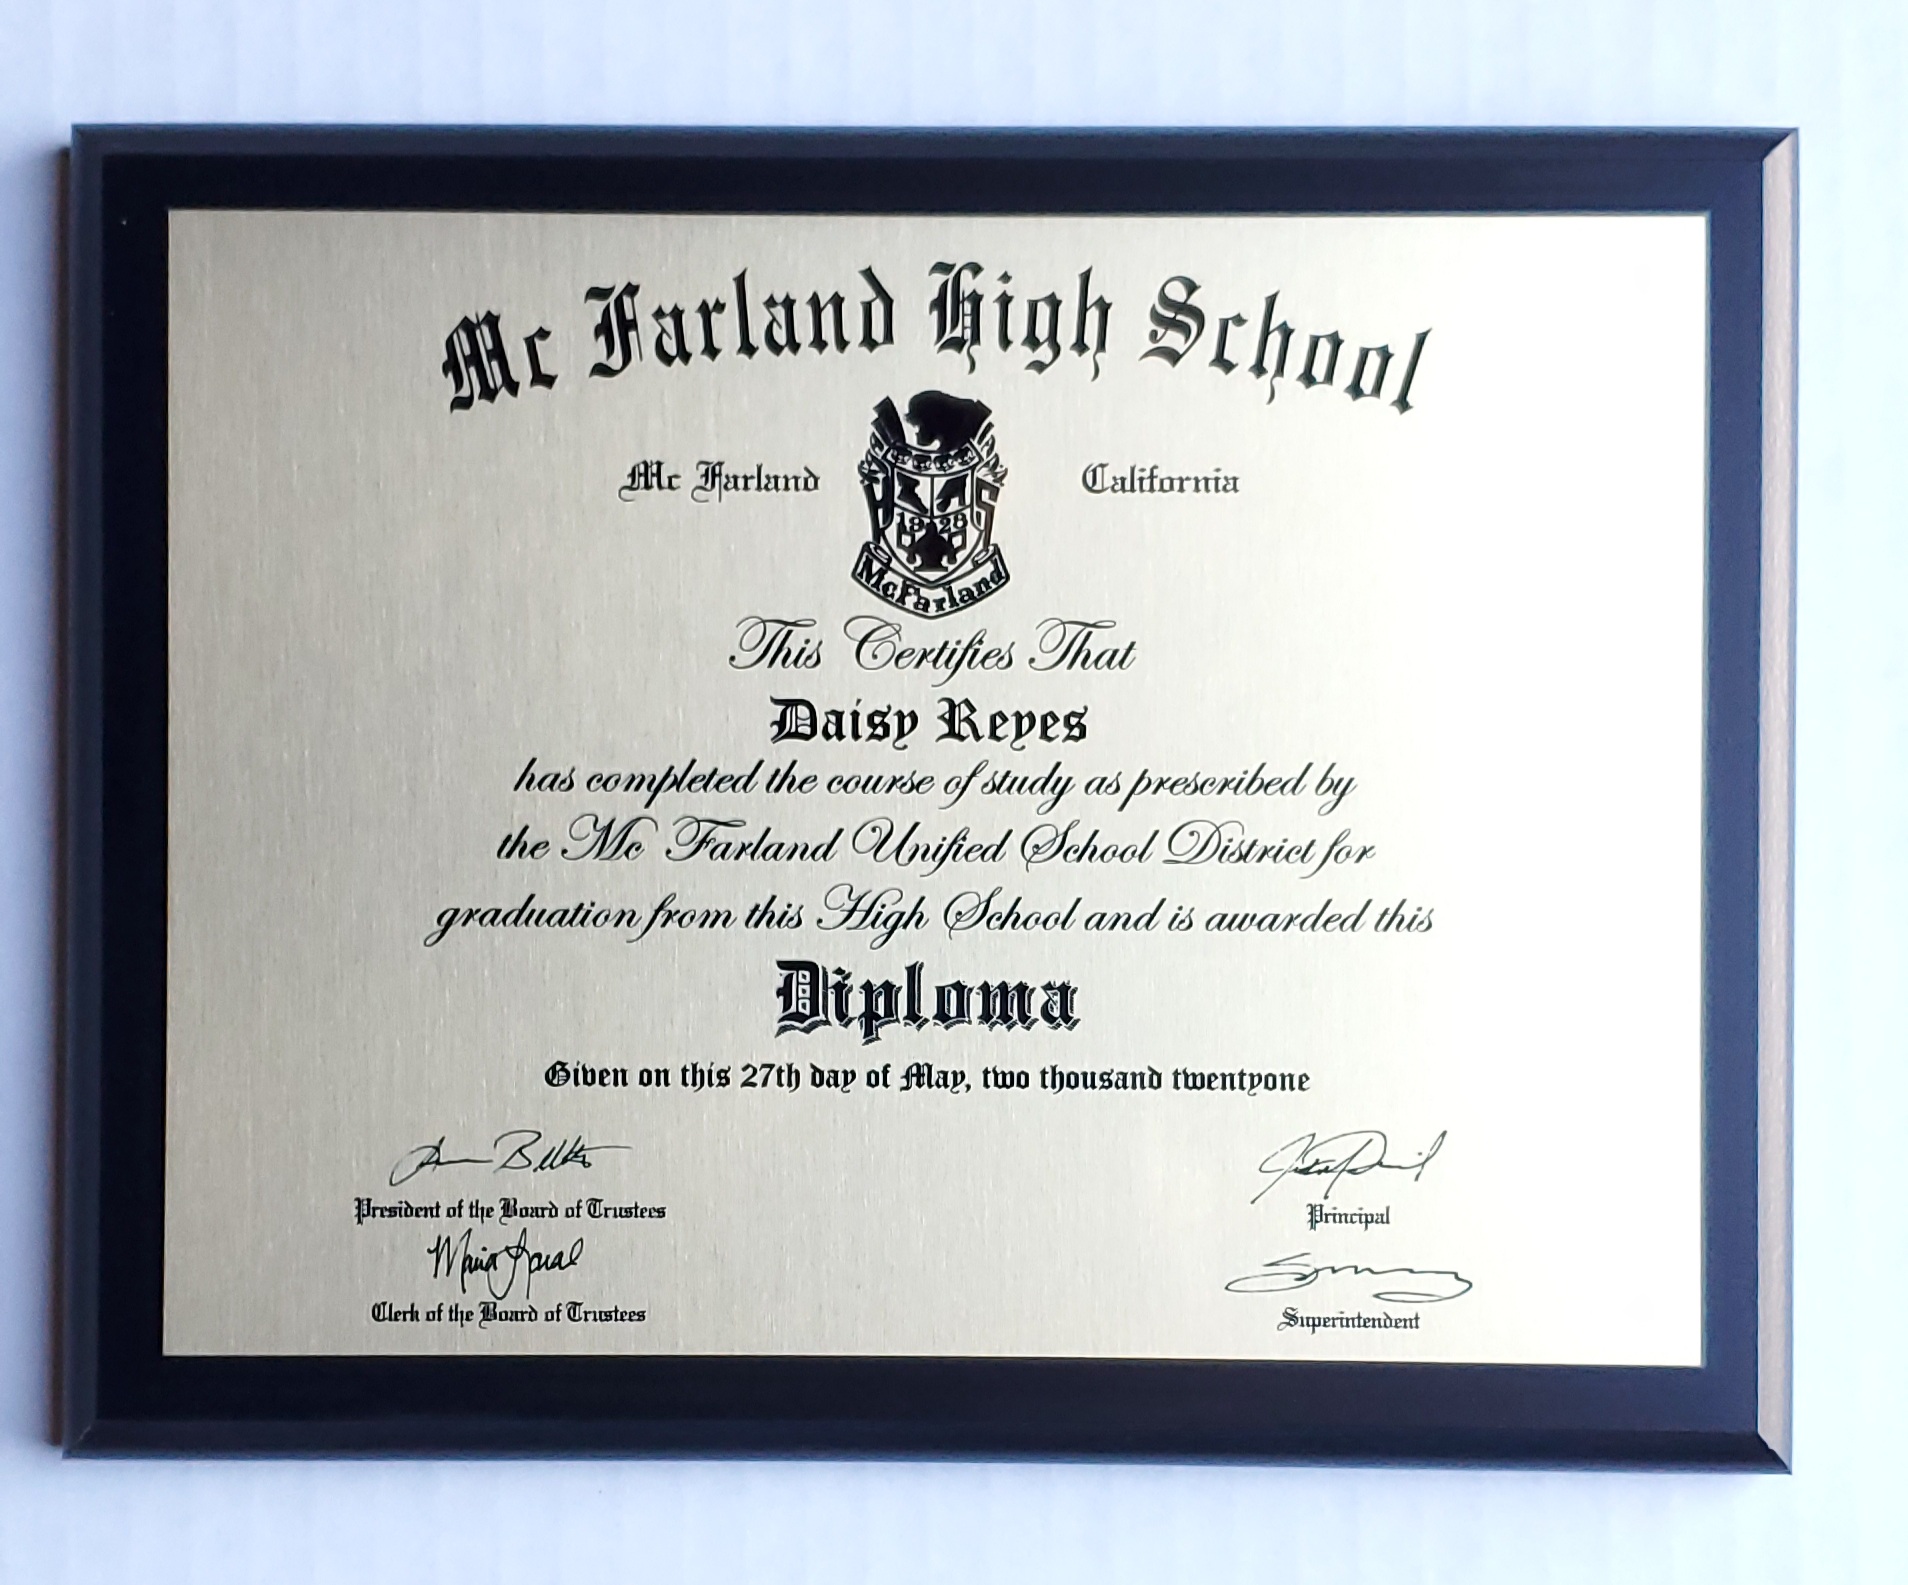 Mc Farland High School
Mc Farland California
H S
1928
McFarland
This Certifies That
Daisy Reyes
has completed the course of study as prescribed by
the Mc Farland Unified School District for
graduation from this High School and is awarded this
Diploma
Given on this 27th day of May, two thousand twentyone
President of the Board of Trustees
Principal
Maria
Clerk of the Board of Trustees
Superintendent